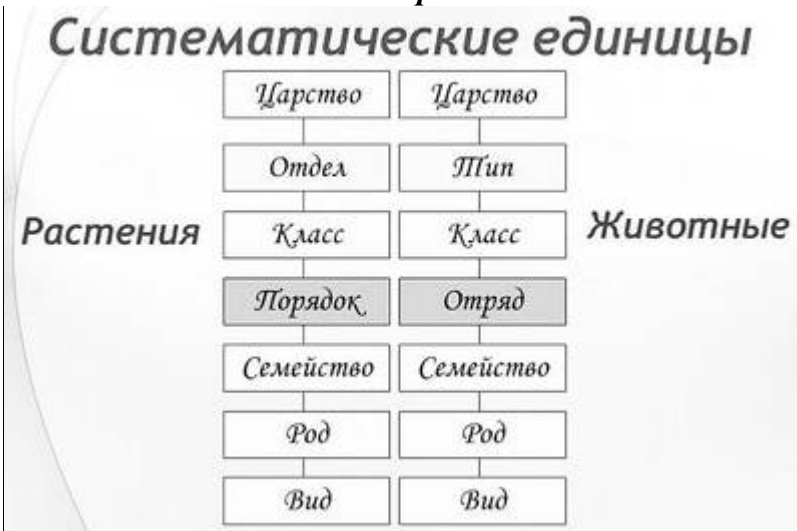 Систематические единицы
Царство Царство
Отдел Тип
Растения Класс Класс Животные
Порядок Отряд
Семейство Семейство
Род Род
Вид Вид